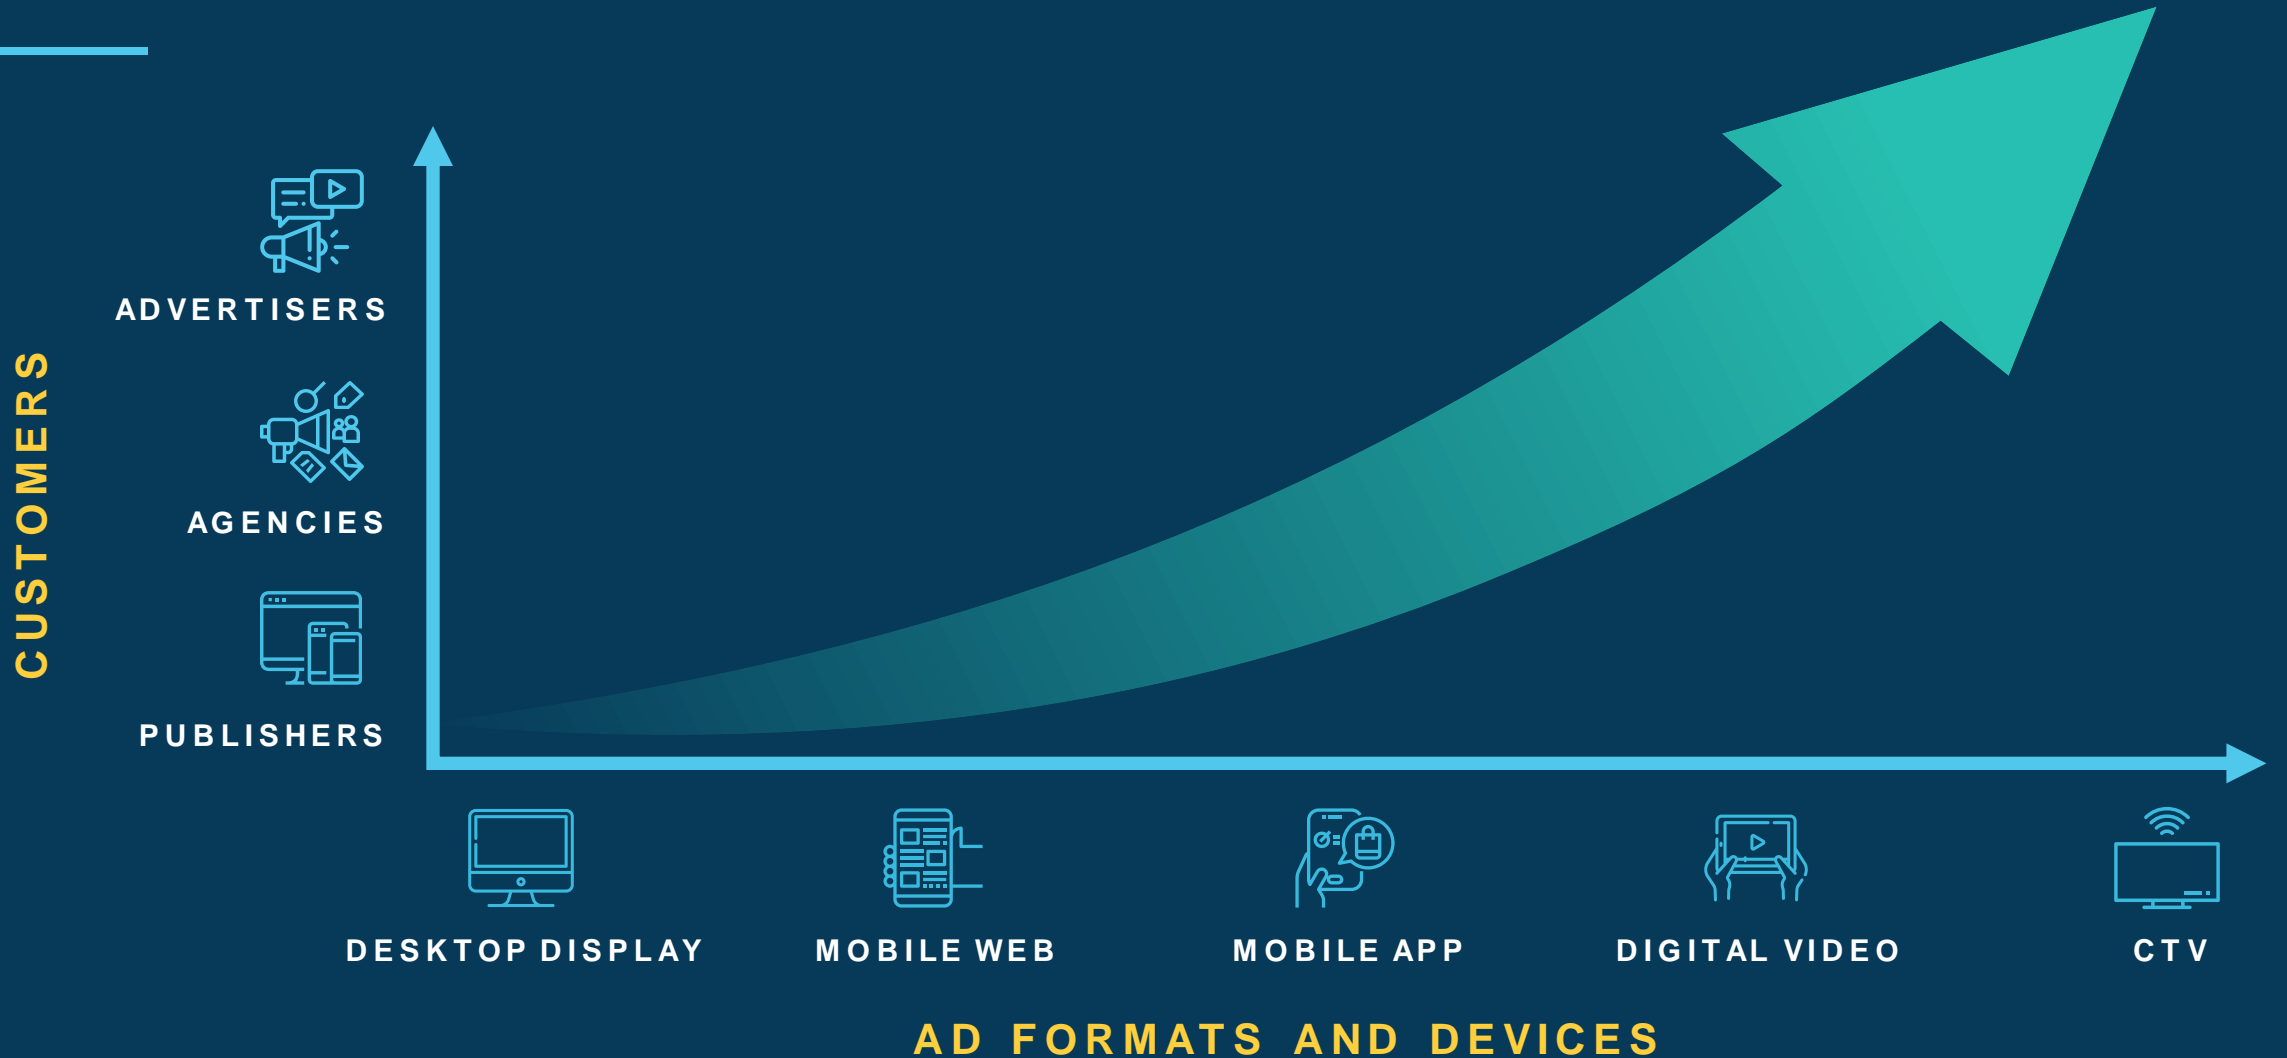 CUSTOMERS
ADVERTISERS
AGENCIES
PUBLISHERS
DESKTOP DISPLAY
MOBILE WEB
MOBILE APP
DIGITAL VIDEO
CTV
AD FORMATS AND DEVICES